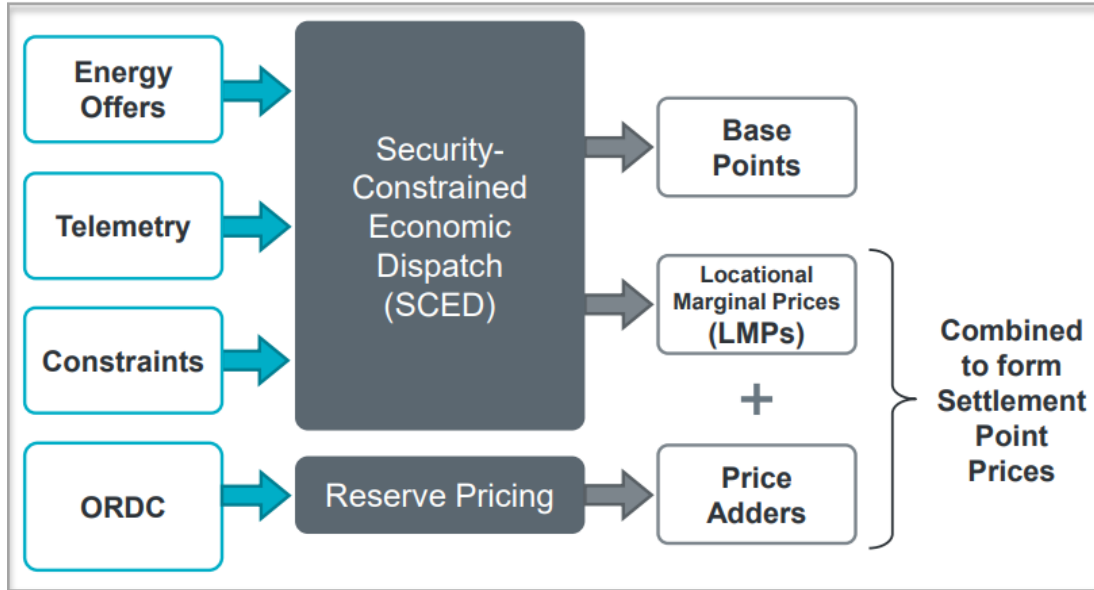 Energy
Offers
Telemetry
Constraints
ORDC
Security-
Constrained
Economic
Dispatch
(SCED)
Reserve Pricing
Base
Points
Locational
Marginal Prices
(LMPs)
+
Price
Adders
Combined
to form
Settlement
Point
Prices